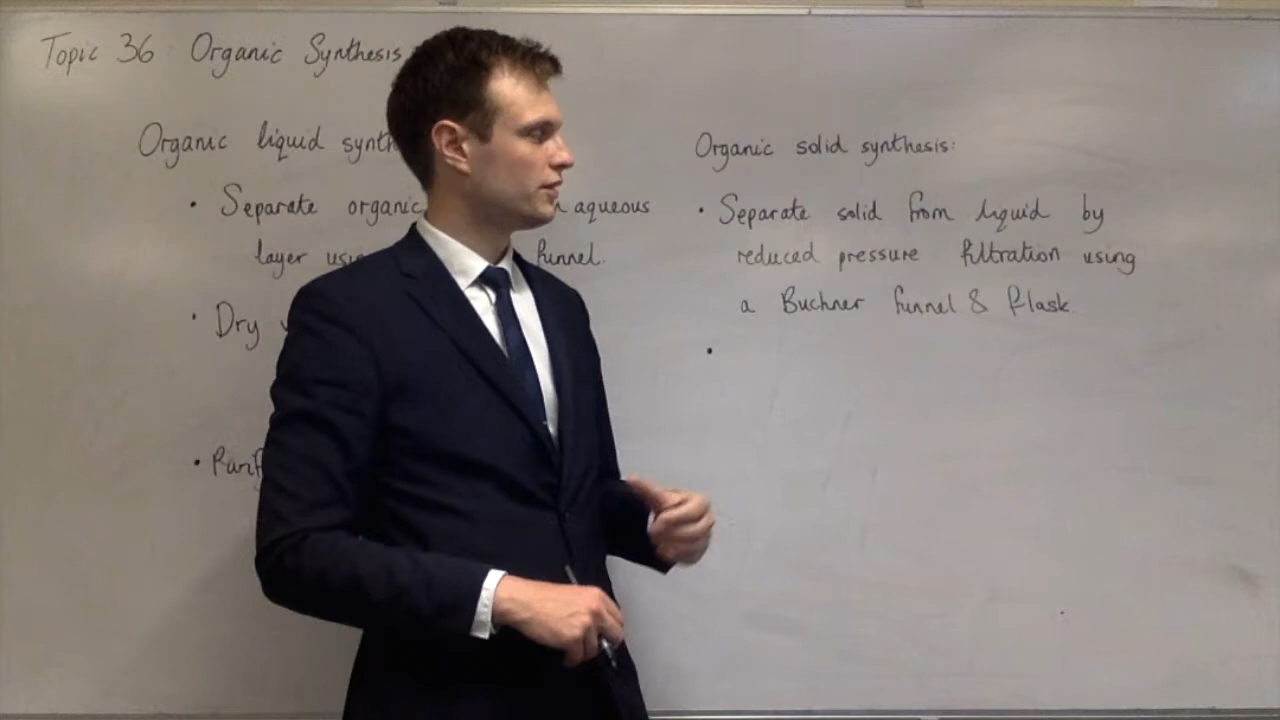 Topic 36: Organic Synthesis
Organic liquid synth
• Separate organic aqueous
layer using funnel.
• Dry
• Purif
Organic solid synthesis:
• Separate solid from liquid by
reduced pressure filtration using
a Buchner funnel & flask.
•